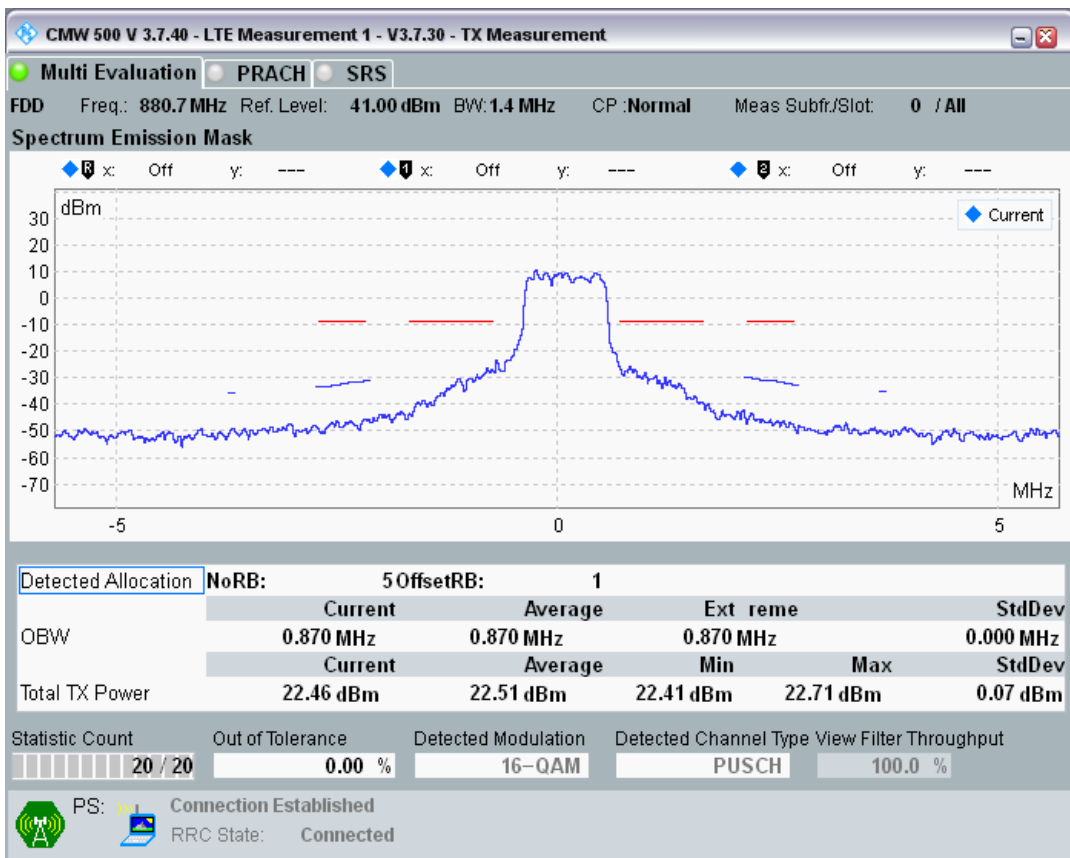 CMW 500 V 3.7.40 - LTE Measurement 1 - V3.7.30 - TX Measurement
Multi Evaluation PRACH SRS
FDD Freq.: 880.7 MHz Ref. Level: 41.00 dBm BW: 1.4 MHz CP :Normal Meas Subfr./Slot: 0 / All
Spectrum Emission Mask
R x: Off y: --- 1 x: Off y: --- 2 x: Off y: ---
dBm
Current
30
20
10
0
-10
-20
-30
-40
-50
-60
-70
MHz
-5 0 5
Detected Allocation NoRB: 5 OffsetRB: 1
Current Average Ext reme StdDev
OBW 0.870 MHz 0.870 MHz 0.870 MHz 0.000 MHz
Current Average Min Max StdDev
Total TX Power 22.46 dBm 22.51 dBm 22.41 dBm 22.71 dBm 0.07 dBm
Statistic Count Out of Tolerance Detected Modulation Detected Channel Type View Filter Throughput
20 / 20 0.00 % 16-QAM PUSCH 100.0 %
PS: Connection Established
RRC State: Connected